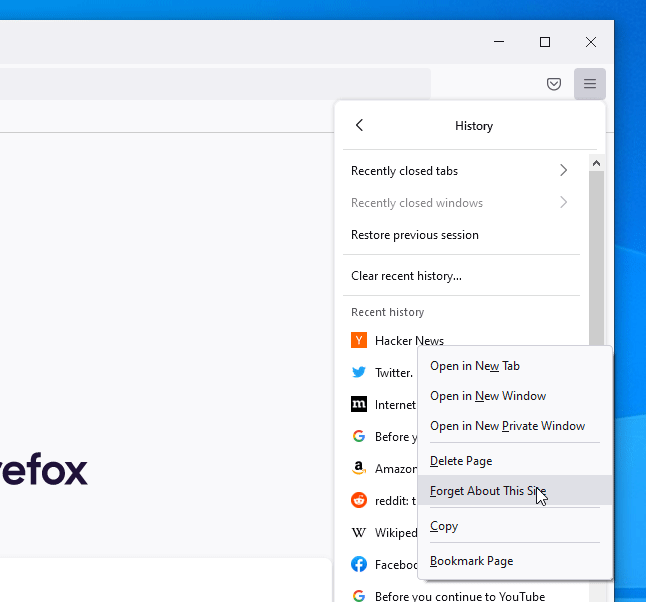 History
Recently closed tabs
Recently closed windows
Restore previous session
Clear recent history...
Recent history
Y Hacker News
Twitter.
m Internet
Before y
a Amazon
reddit: t
W Wikiped
Facebo
Before you continue to YouTube
Open in New Tab
Open in New Window
Open in New Private Window
Delete Page
Forget About This Site
Copy
Bookmark Page
refox